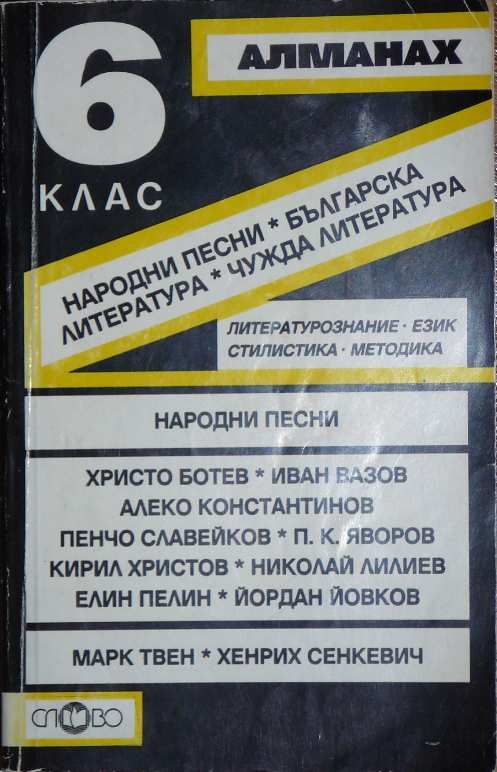 6
КЛАС
АЛМАНАХ
НАРОДНИ ПЕСНИ * БЪЛГАРСКА
ЛИТЕРАТУРА * ЧУЖДА ЛИТЕРАТУРА
ЛИТЕРАТУРОЗНАНИЕ · ЕЗИК
СТИЛИСТИКА · МЕТОДИКА
НАРОДНИ ПЕСНИ
ХРИСТО БОТЕВ * ИВАН ВАЗОВ
АЛЕКО КОНСТАНТИНОВ
ПЕНЧО СЛАВЕЙКОВ * П. К. ЯВОРОВ
КИРИЛ ХРИСТОВ * НИКОЛАЙ ЛИЛИЕВ
ЕЛИН ПЕЛИН * ЙОРДАН ЙОВКОВ
МАРК ТВЕН * ХЕНРИХ СЕНКЕВИЧ
СЛОВО